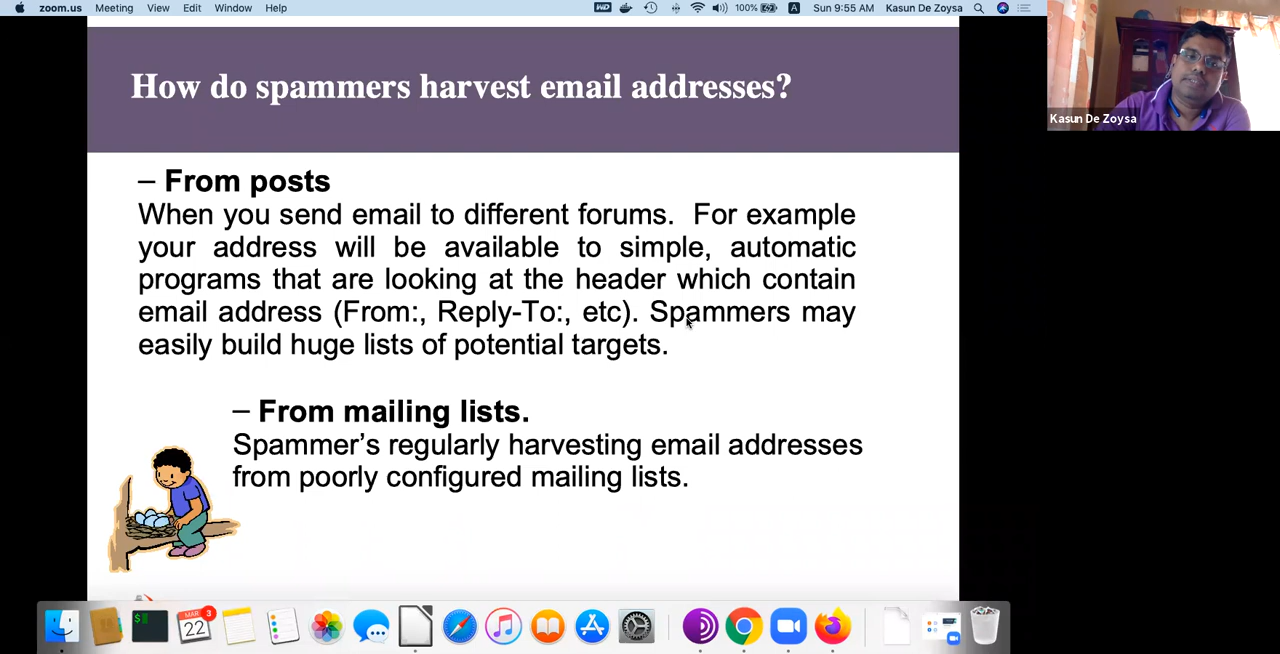 zoom.us Meeting View Edit Window Help 100% A Sun 9:55 AM Kasun De Zoysa
How do spammers harvest email addresses?
Kasun De Zoysa
– From posts
When you send email to different forums. For example
your address will be available to simple, automatic
programs that are looking at the header which contain
email address (From:, Reply-To:, etc). Spammers may
easily build huge lists of potential targets.
– From mailing lists.
Spammer’s regularly harvesting email addresses
from poorly configured mailing lists.
MAR 3
22